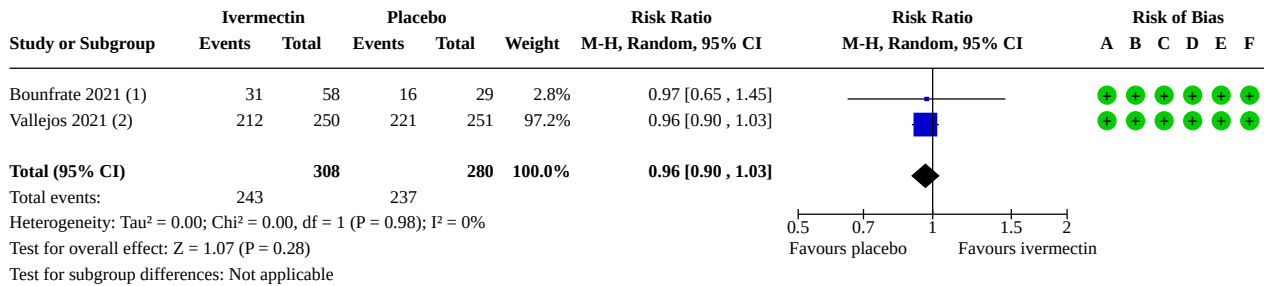 Ivermectin Placebo Risk Ratio Risk Ratio Risk of Bias
Study or Subgroup Events Total Events Total Weight M-H, Random, 95% CI M-H, Random, 95% CI A B C D E F
Bounfrate 2021 (1) 31 58 16 29 2.8% 0.97 [0.65 , 1.45] + + + + + +
Vallejos 2021 (2) 212 250 221 251 97.2% 0.96 [0.90 , 1.03] + + + + + +
Total (95% CI) 308 280 100.0% 0.96 [0.90 , 1.03]
Total events: 243 237
Heterogeneity: Tau² = 0.00; Chi² = 0.00, df = 1 (P = 0.98); I² = 0%
0.5 0.7 1 1.5 2
Test for overall effect: Z = 1.07 (P = 0.28) Favours placebo Favours ivermectin
Test for subgroup differences: Not applicable